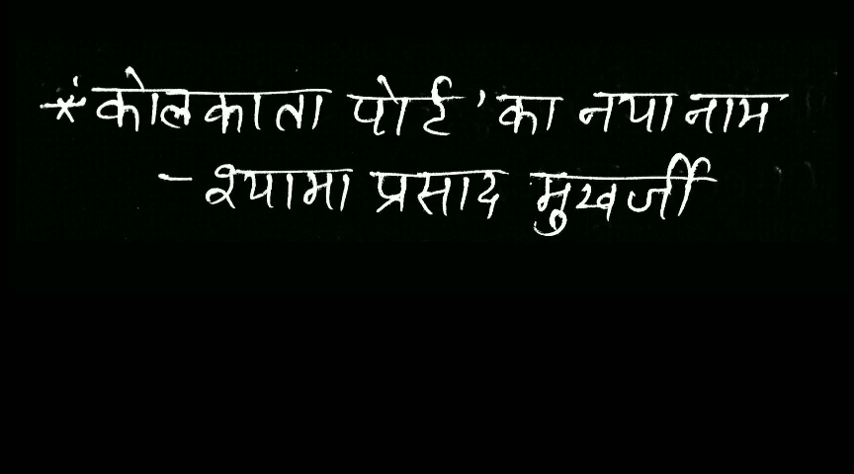 * 'कोलकाता पोर्ट' का नया नाम
- श्यामा प्रसाद मुखर्जी